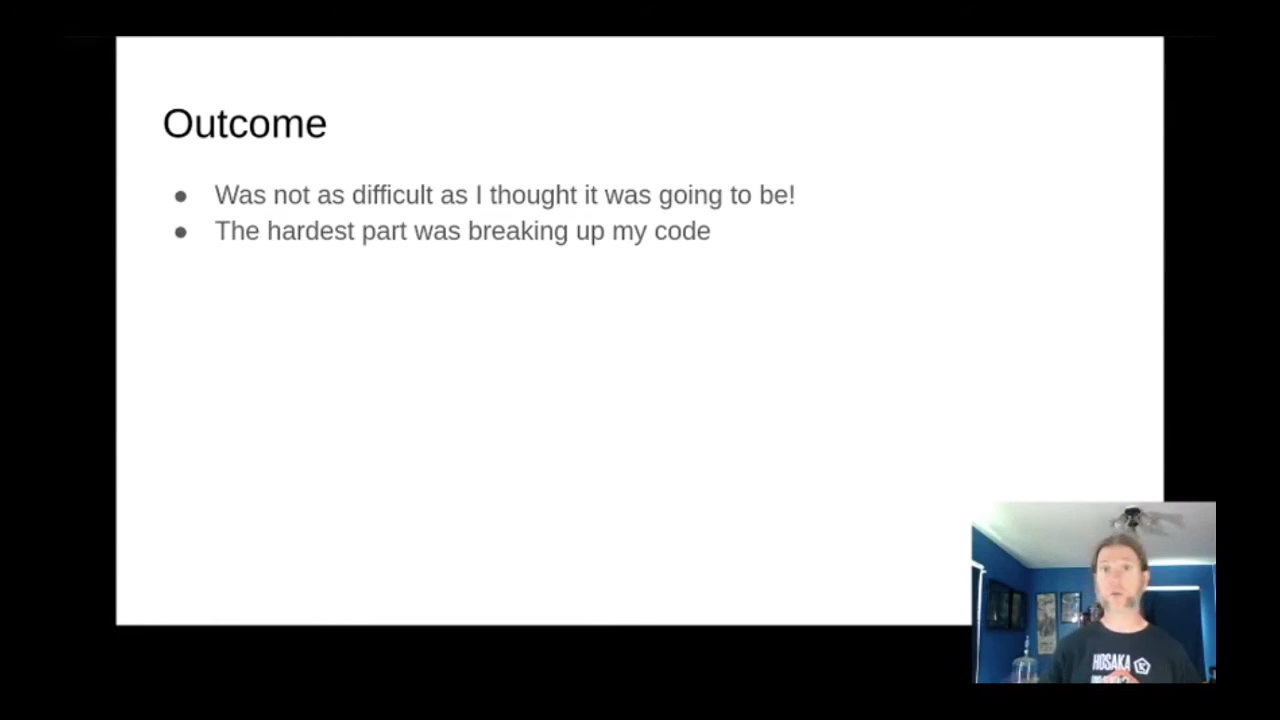 Outcome
● Was not as difficult as I thought it was going to be!
● The hardest part was breaking up my code
HOSAKA